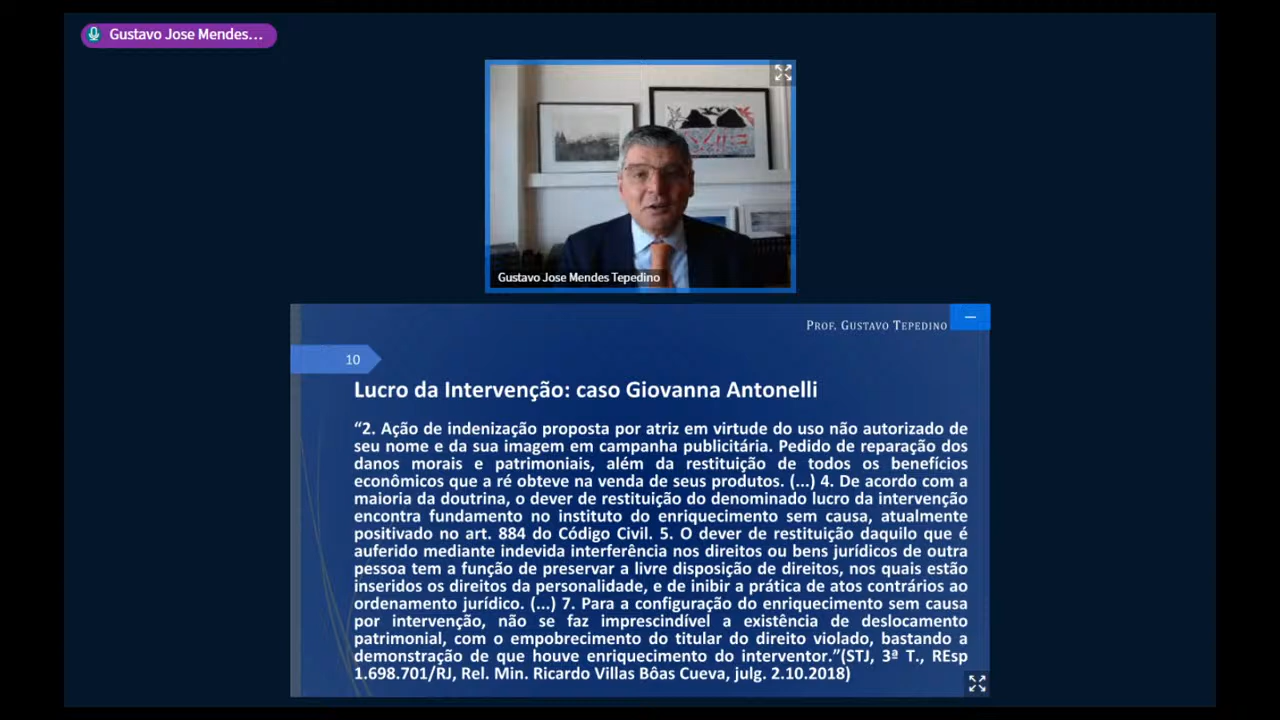 Gustavo Jose Mendes...
Gustavo Jose Mendes Tepedino
PROF. GUSTAVO TEPEDINO
10
Lucro da Intervenção: caso Giovanna Antonelli
“2. Ação de indenização proposta por atriz em virtude do uso não autorizado de
seu nome e da sua imagem em campanha publicitária. Pedido de reparação dos
danos morais e patrimoniais, além da restituição de todos os benefícios
econômicos que a ré obteve na venda de seus produtos. (...) 4. De acordo com a
maioria da doutrina, o dever de restituição do denominado lucro da intervenção
encontra fundamento no instituto do enriquecimento sem causa, atualmente
positivado no art. 884 do Código Civil. 5. O dever de restituição daquilo que é
auferido mediante indevida interferência nos direitos ou bens jurídicos de outra
pessoa tem a função de preservar a livre disposição de direitos, nos quais estão
inseridos os direitos da personalidade, e de inibir a prática de atos contrários ao
ordenamento jurídico. (...) 7. Para a configuração do enriquecimento sem causa
por intervenção, não se faz imprescindível a existência de deslocamento
patrimonial, com o empobrecimento do titular do direito violado, bastando a
demonstração de que houve enriquecimento do interventor.”(STJ, 3ª T., REsp
1.698.701/RJ, Rel. Min. Ricardo Villas Bôas Cueva, julg. 2.10.2018)